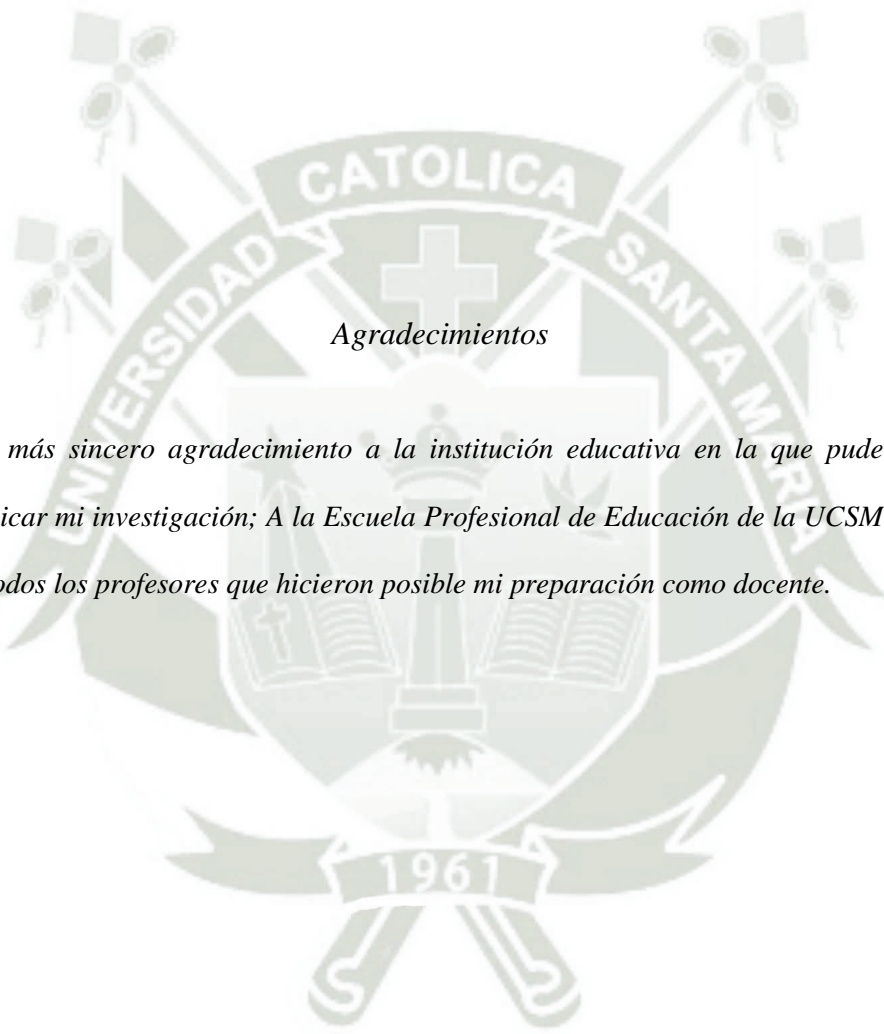 CATOLICA
UNIVERSIDAD
SANTA MARIA
Agradecimientos
más sincero agradecimiento a la institución educativa en la que pude
icar mi investigación; A la Escuela Profesional de Educación de la UCSM
odos los profesores que hicieron posible mi preparación como docente.
1961